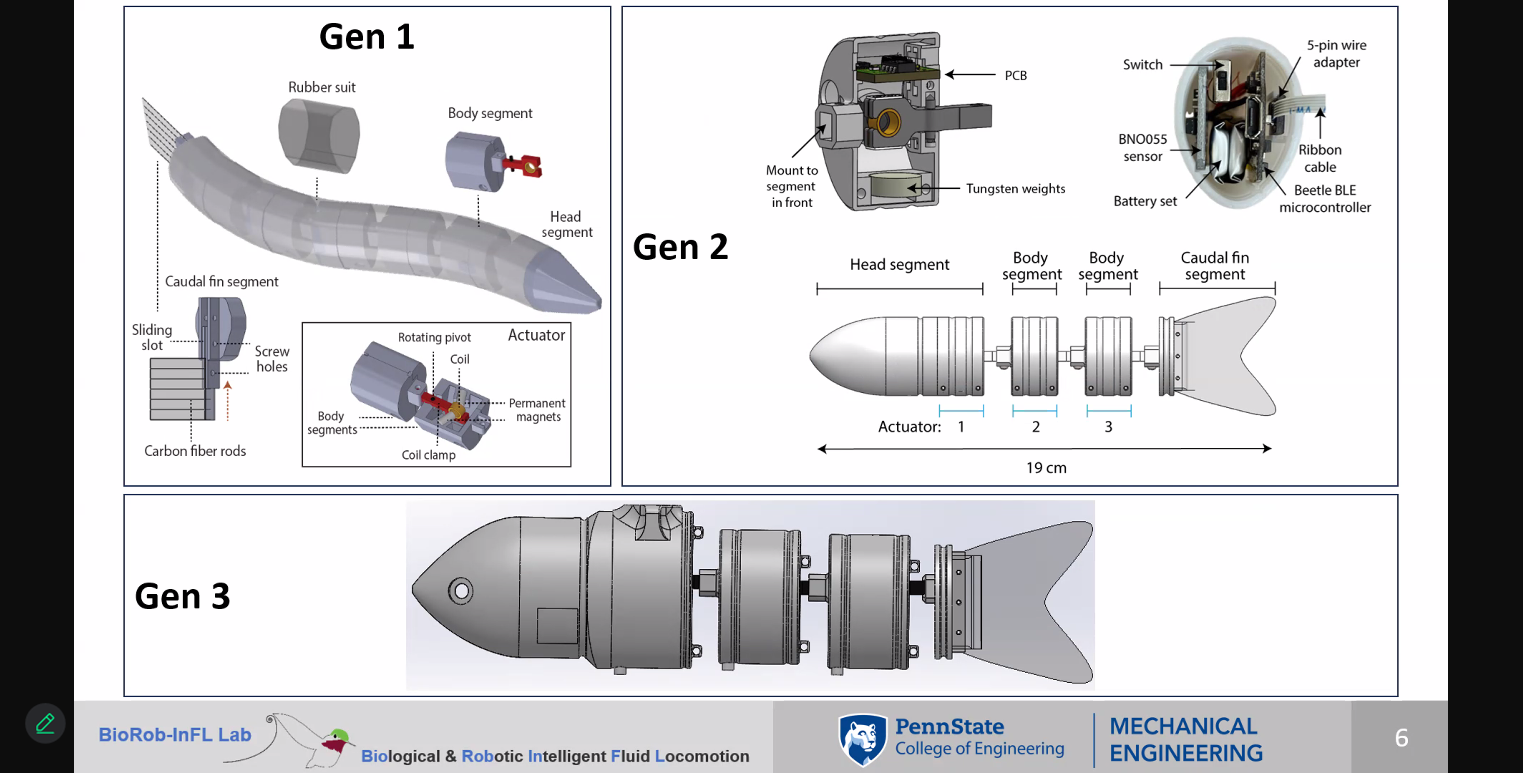 Gen 1
Rubber suit
Body segment
Head
segment
Caudal fin segment
Sliding
slot
Screw
holes
Carbon fiber rods
Actuator
Rotating pivot
Coil
Permanent
magnets
Body
segments
Coil clamp
Gen 2
PCB
Mount to
segment
in front
Tungsten weights
Switch
5-pin wire
adapter
BNO055
sensor
Ribbon
cable
Battery set
Beetle BLE
microcontroller
Head segment
Body
segment
Body
segment
Caudal fin
segment
Actuator: 1 2 3
19 cm
Gen 3
BioRob-InFL Lab
Biological & Robotic Intelligent Fluid Locomotion
PennState
College of Engineering
MECHANICAL
ENGINEERING
6